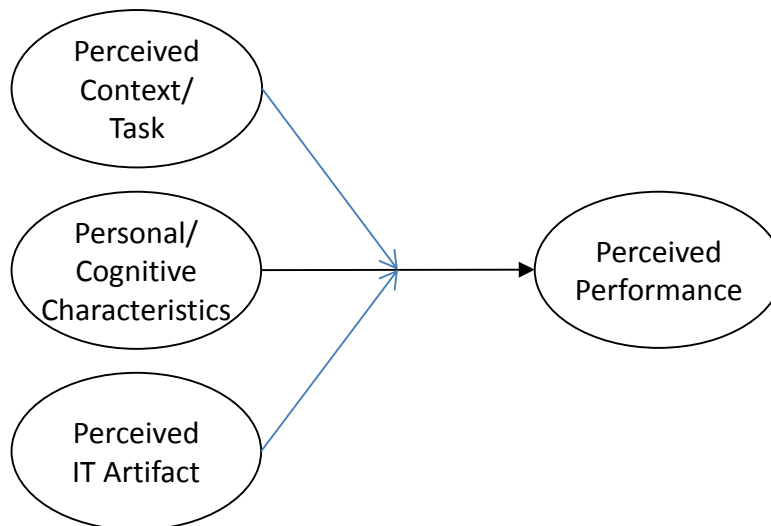 Perceived
Context/
Task
Personal/
Cognitive
Characteristics
Perceived
Performance
Perceived
IT Artifact